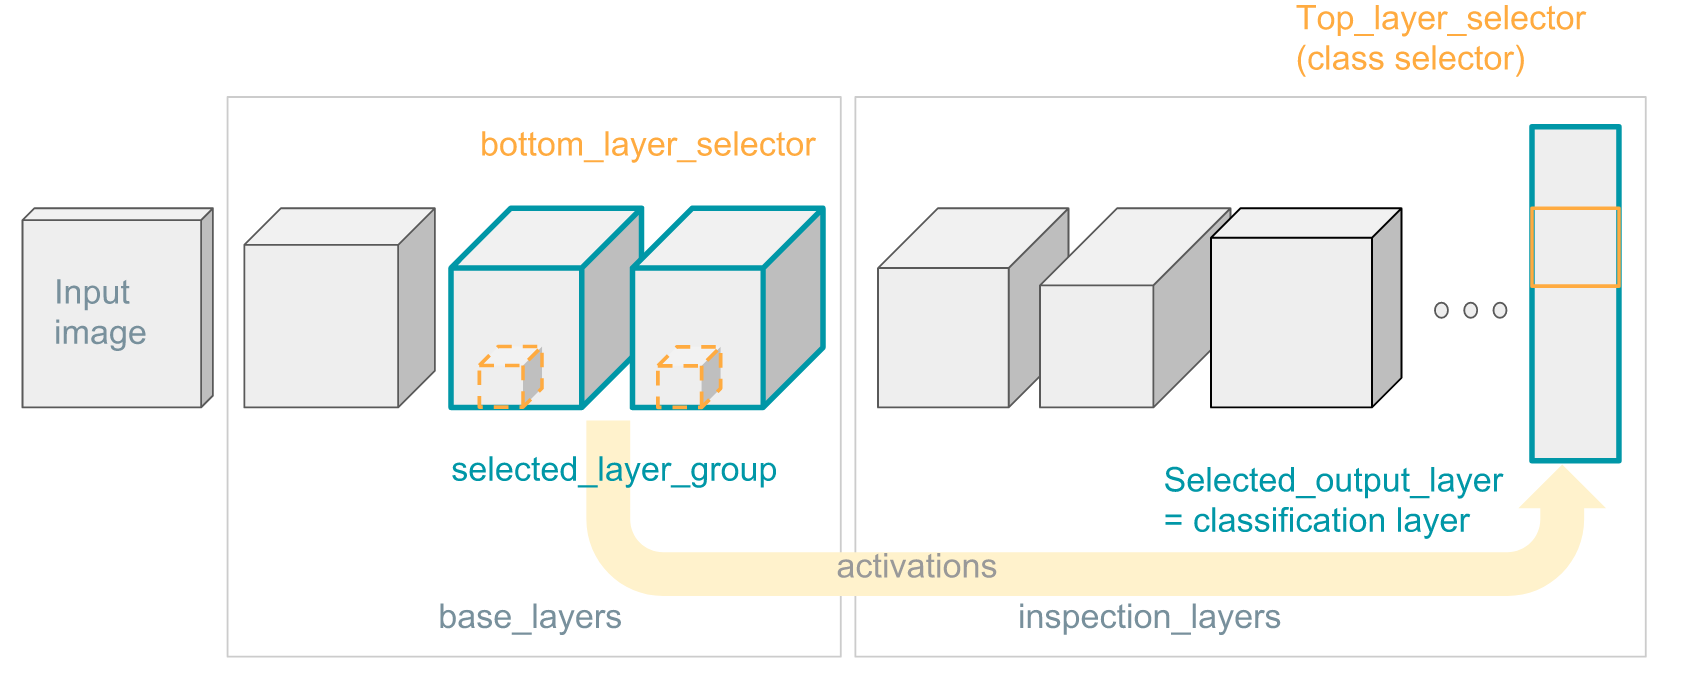 Top_layer_selector
(class selector)
bottom_layer_selector
Input
image
selected_layer_group
Selected_output_layer
= classification layer
activations
base_layers
inspection_layers